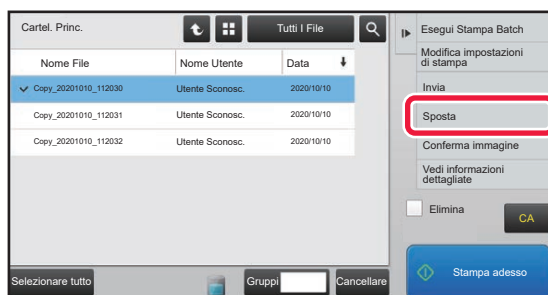 Cartel. Princ.
Tutti I File
Nome File
Nome Utente
Data
Copy_20201010_112030
Utente Sconosc.
2020/10/10
Copy_20201010_112031
Utente Sconosc.
2020/10/10
Copy_20201010_112032
Utente Sconosc.
2020/10/10
Selezionare tutto
Gruppi
Cancellare
Esegui Stampa Batch
Modifica impostazioni
di stampa
Invia
Sposta
Conferma immagine
Vedi informazioni
dettagliate
Elimina
CA
Stampa adesso